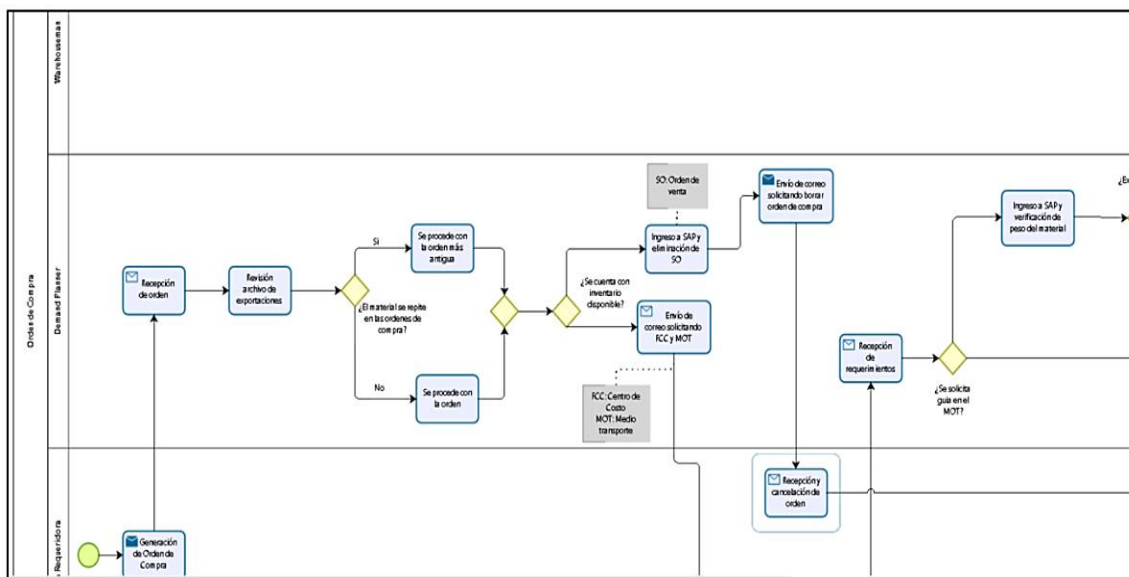 Orden de Compra
Warehouseman
Demand Planner
Requeridora
Generación
de Orden de
Compra
Recepción
de orden
Revisión
archivo de
exportaciones
¿El material se repite
en las ordenes de
compra?
Si
Se procede con
la orden más
antigua
No
Se procede con
la orden
¿Se cuenta con
inventario
disponible?
SO: Orden de
venta
Ingreso a SAP y
eliminación de
SO
Envío de
correo solicitando
FCC y MOT
FCC: Centro de
Costo
MOT: Medio
transporte
Envío de correo
solicitando borrar
orden de compra
Recepción y
cancelación de
orden
Recepción
de
requerimientos
¿Se solicita
guia en el
MOT?
Ingreso a SAP y
verificación de
peso del material